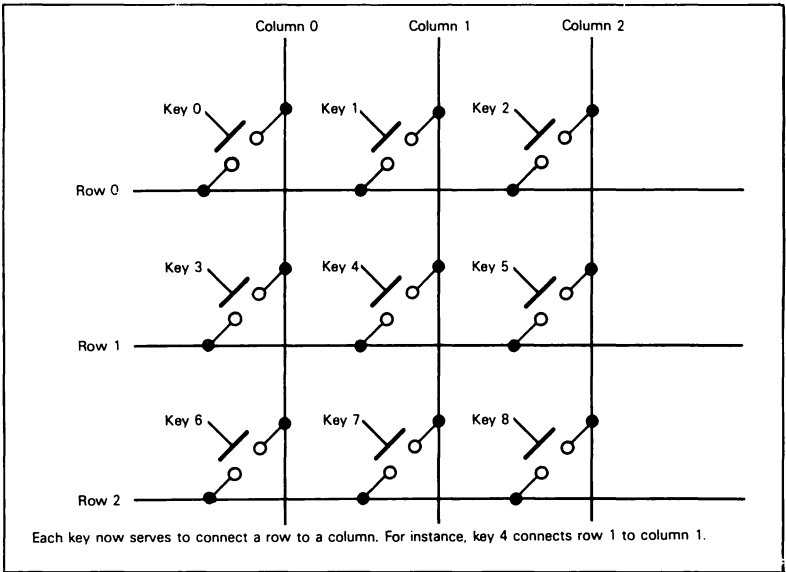 Column 0 Column 1 Column 2
Key 0 Key 1 Key 2
Row 0
Key 3 Key 4 Key 5
Row 1
Key 6 Key 7 Key 8
Row 2
Each key now serves to connect a row to a column. For instance, key 4 connects row 1 to column 1.